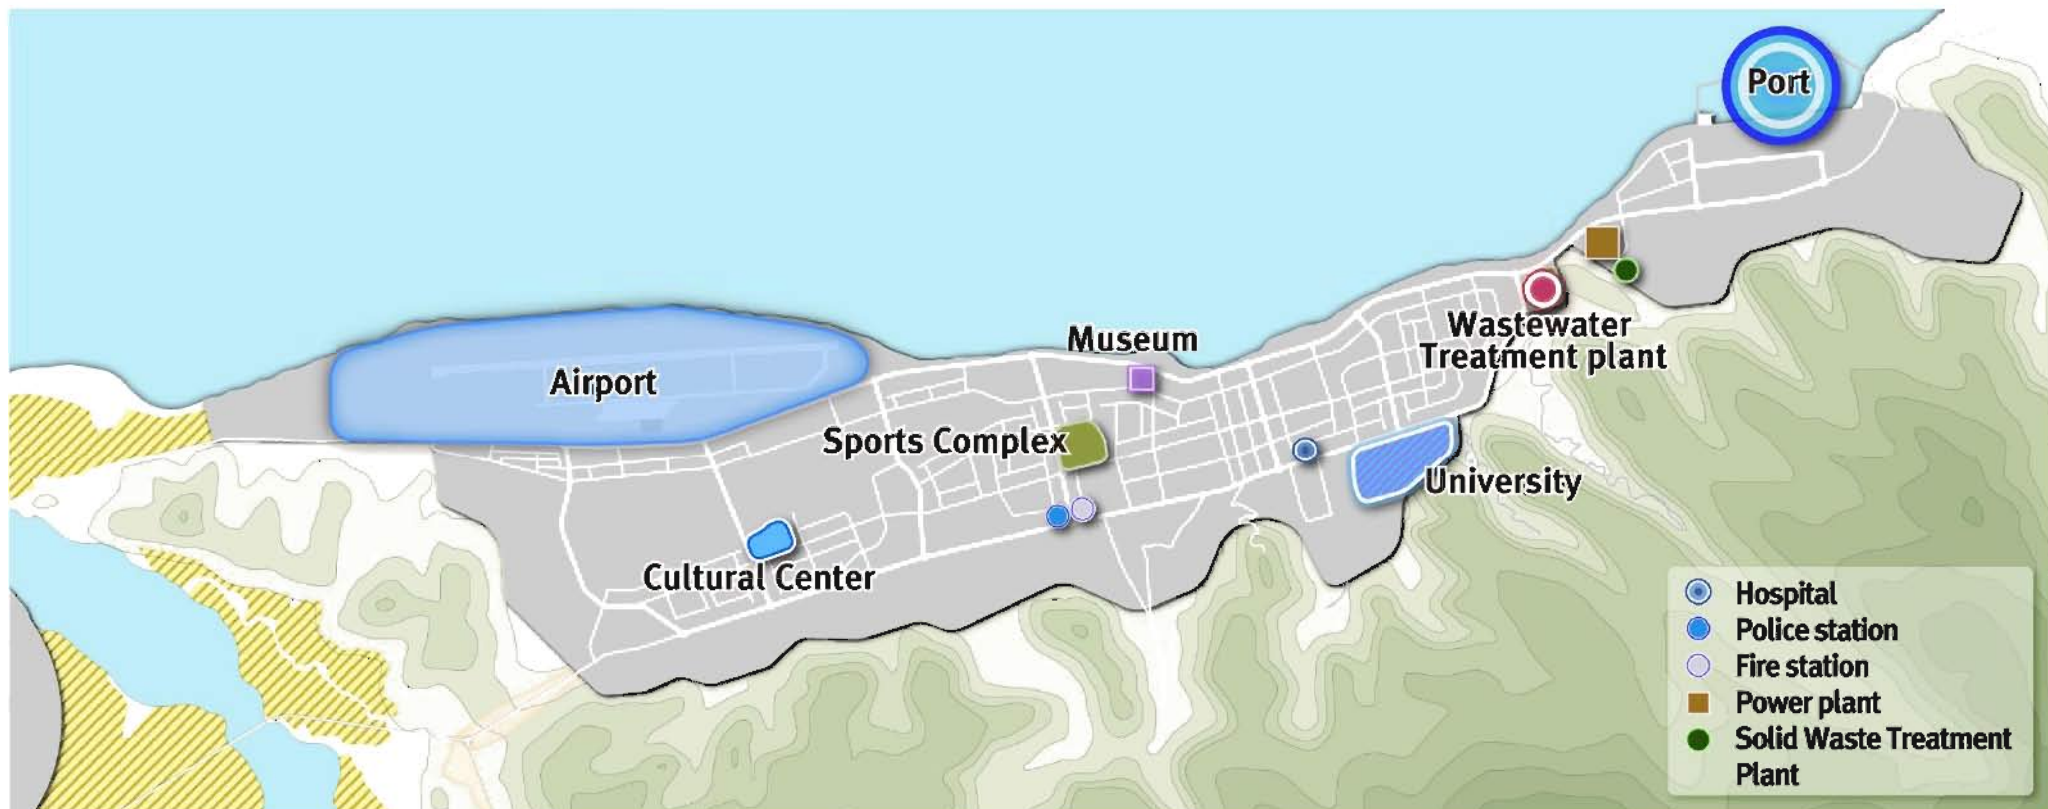 Port
Museum
Wastewater
Treatment plant
Airport
Sports Complex
University
Cultural Center
Hospital
Police station
Fire station
Power plant
Solid Waste Treatment
Plant